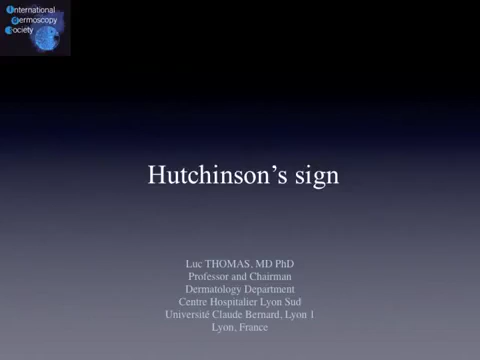 International
Dermoscopy
Society
Hutchinson's sign
Luc THOMAS, MD PhD
Professor and Chairman
Dermatology Department
Centre Hospitalier Lyon Sud
Université Claude Bernard, Lyon 1
Lyon, France